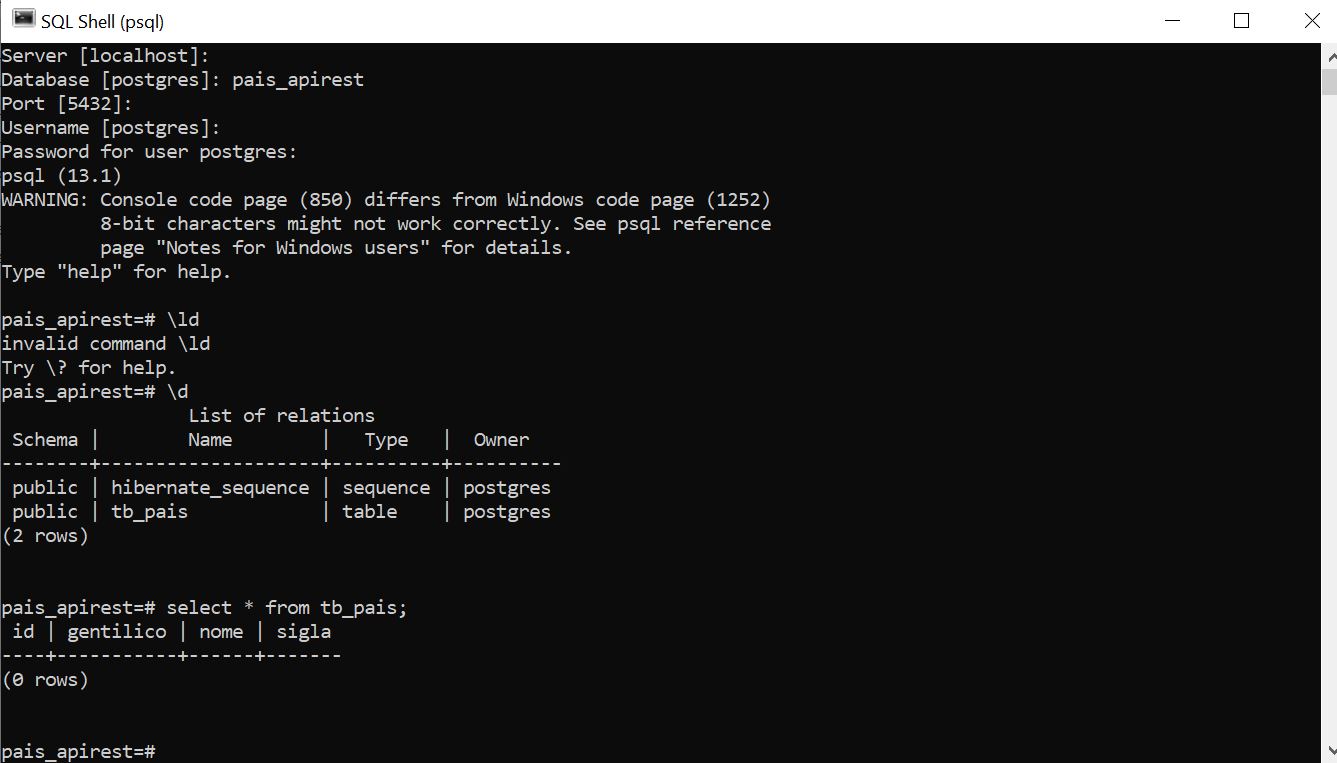 SQL Shell (psql)
Server [localhost]:
Database [postgres]: pais_apirest
Port [5432]:
Username [postgres]:
Password for user postgres:
psql (13.1)
WARNING: Console code page (850) differs from Windows code page (1252)
         8-bit characters might not work correctly. See psql reference
         page "Notes for Windows users" for details.
Type "help" for help.

pais_apirest=# \ld
invalid command \ld
Try \? for help.
pais_apirest=# \d
                 List of relations
 Schema |        Name        |   Type   |  Owner
--------+--------------------+----------+----------
 public | hibernate_sequence | sequence | postgres
 public | tb_pais            | table    | postgres
(2 rows)


pais_apirest=# select * from tb_pais;
 id | gentilico | nome | sigla
----+-----------+------+-------
(0 rows)


pais_apirest=#